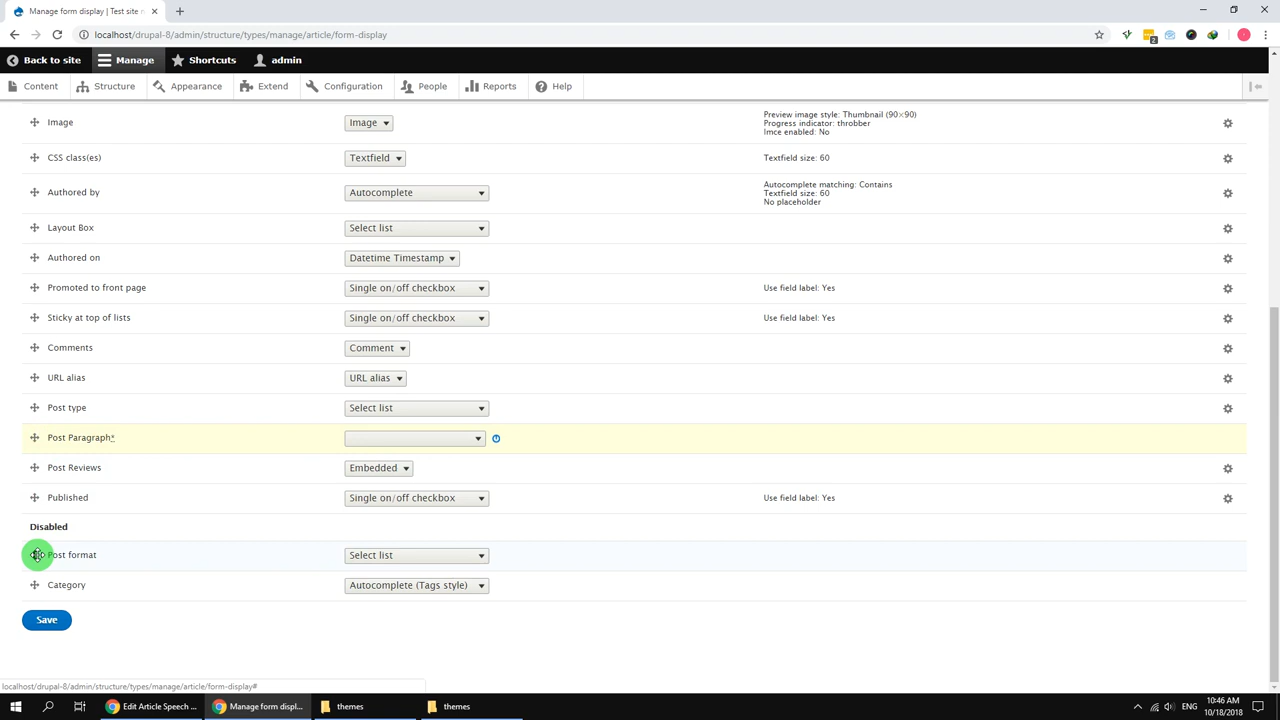 Manage form display | Test site n
localhost/drupal-8/admin/structure/types/manage/article/form-display
2
Back to site Manage Shortcuts admin
Content Structure Appearance Extend Configuration People Reports Help
Image Image Preview image style: Thumbnail (90×90)
Progress indicator: throbber
Imce enabled: No
CSS class(es) Textfield Textfield size: 60
Authored by Autocomplete Autocomplete matching: Contains
Textfield size: 60
No placeholder
Layout Box Select list
Authored on Datetime Timestamp
Promoted to front page Single on/off checkbox Use field label: Yes
Sticky at top of lists Single on/off checkbox Use field label: Yes
Comments Comment
URL alias URL alias
Post type Select list
Post Paragraph*
Post Reviews Embedded
Published Single on/off checkbox Use field label: Yes
Disabled
Post format Select list
Category Autocomplete (Tags style)
Save
localhost/drupal-8/admin/structure/types/manage/article/form-display#
Edit Article Speech ... Manage form displ... themes themes ENG 10:46 AM
10/18/2018